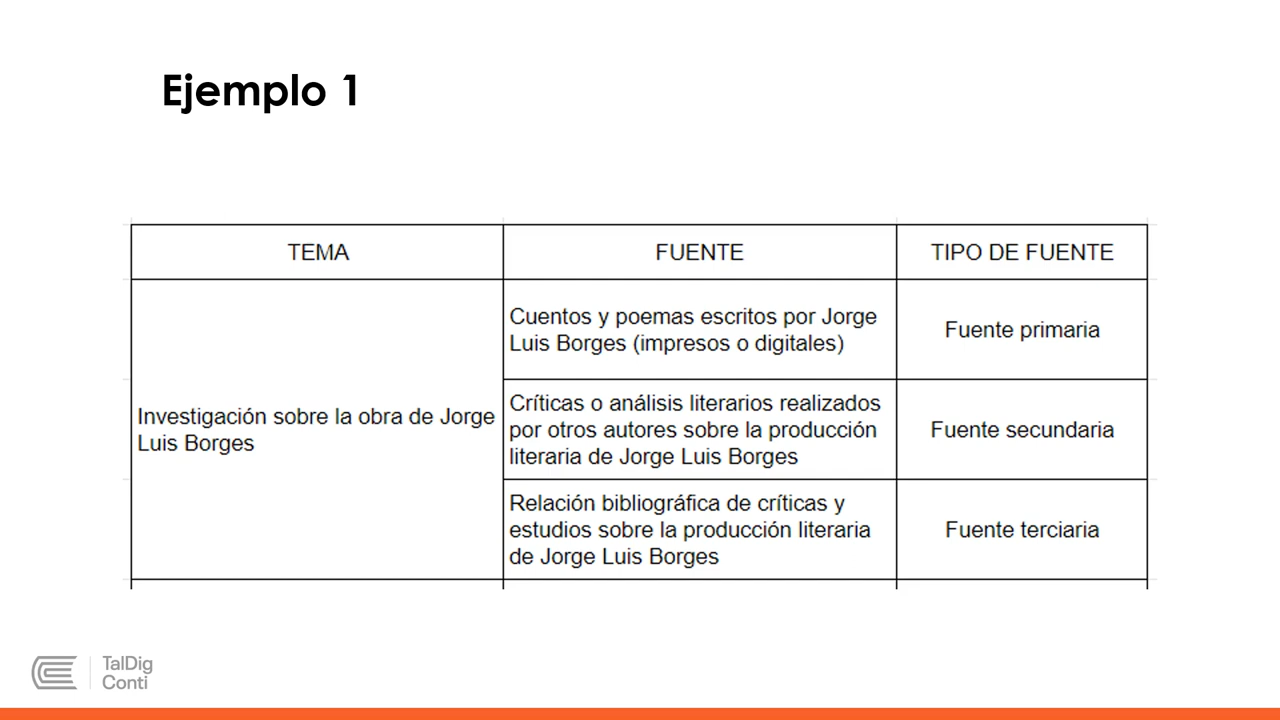 Ejemplo 1
TEMA
FUENTE
TIPO DE FUENTE
Investigación sobre la obra de Jorge
Luis Borges
Cuentos y poemas escritos por Jorge
Luis Borges (impresos o digitales)
Fuente primaria
Críticas o análisis literarios realizados
por otros autores sobre la producción
literaria de Jorge Luis Borges
Fuente secundaria
Relación bibliográfica de críticas y
estudios sobre la producción literaria
de Jorge Luis Borges
Fuente terciaria
TalDig
Conti